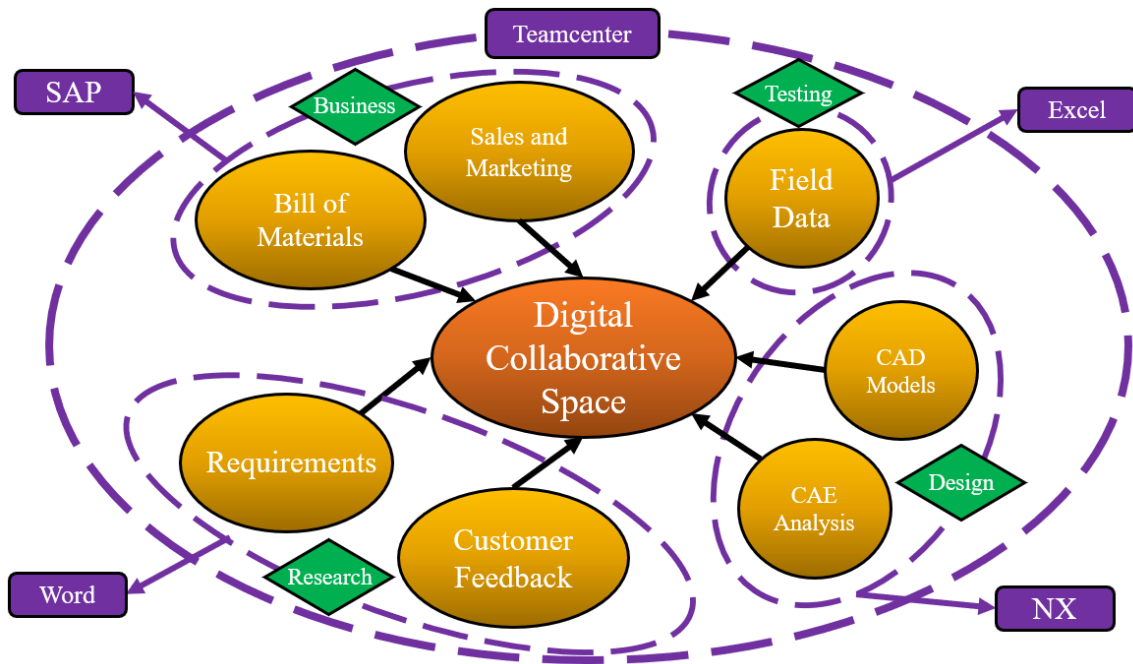 Teamcenter
SAP
Business
Testing
Excel
Sales and
Marketing
Bill of
Materials
Field
Data
Digital
Collaborative
Space
CAD
Models
Requirements
CAE
Analysis
Design
Customer
Feedback
Research
Word
NX